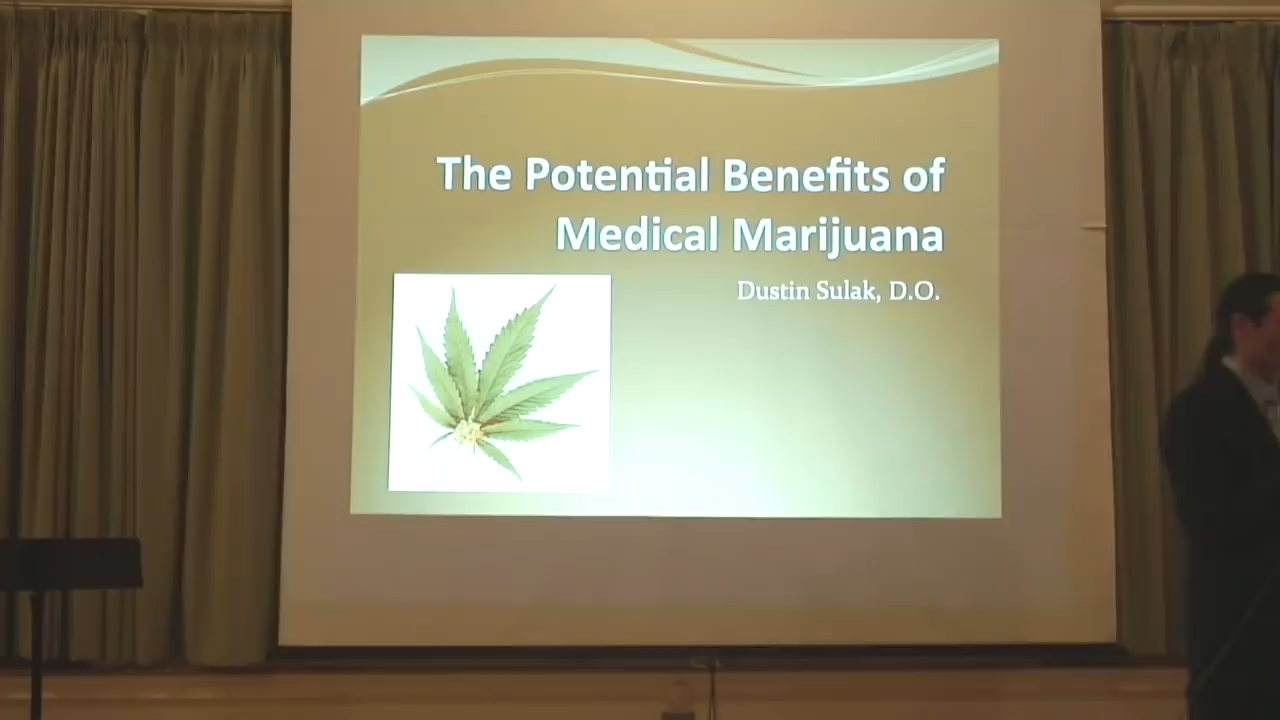 The Potential Benefits of
Medical Marijuana
Dustin Sulak, D.O.